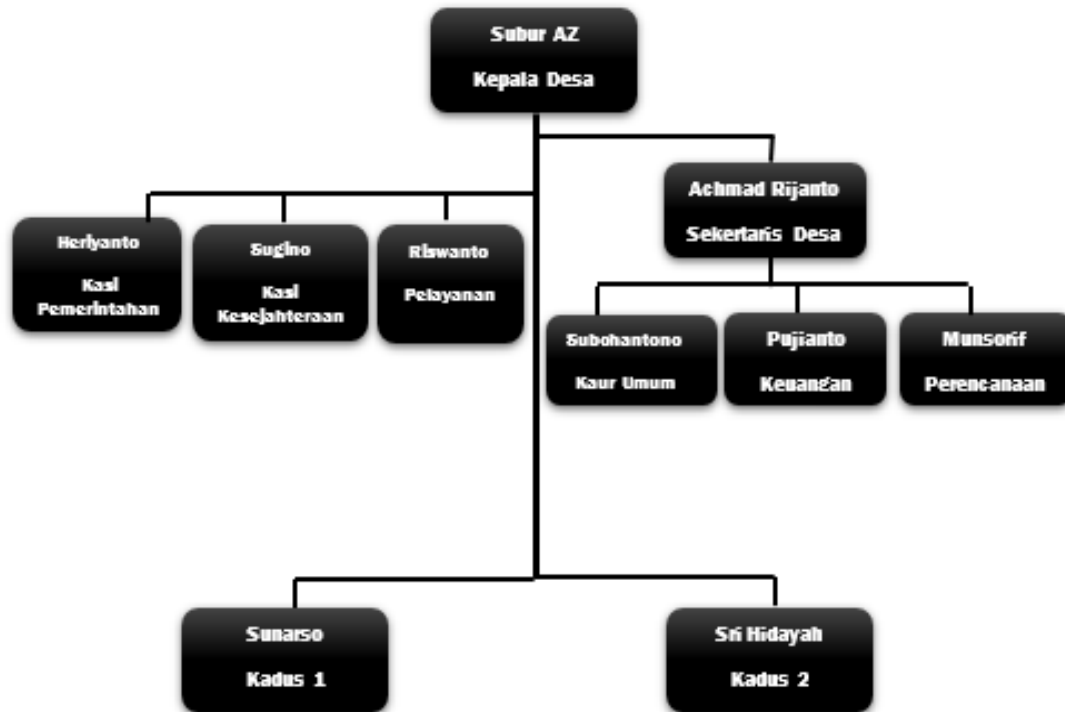 Subur AZ
Kepala Desa
Achmad Rijanto
Sekertaris Desa
Heriyanto
Kasi
Pemerintahan
Sugino
Kasi
Kesejahteraan
Riswanto
Pelayanan
Subohantono
Kaur Umum
Pujianto
Keuangan
Munsorif
Perencanaan
Sunarso
Kadus 1
Sri Hidayah
Kadus 2